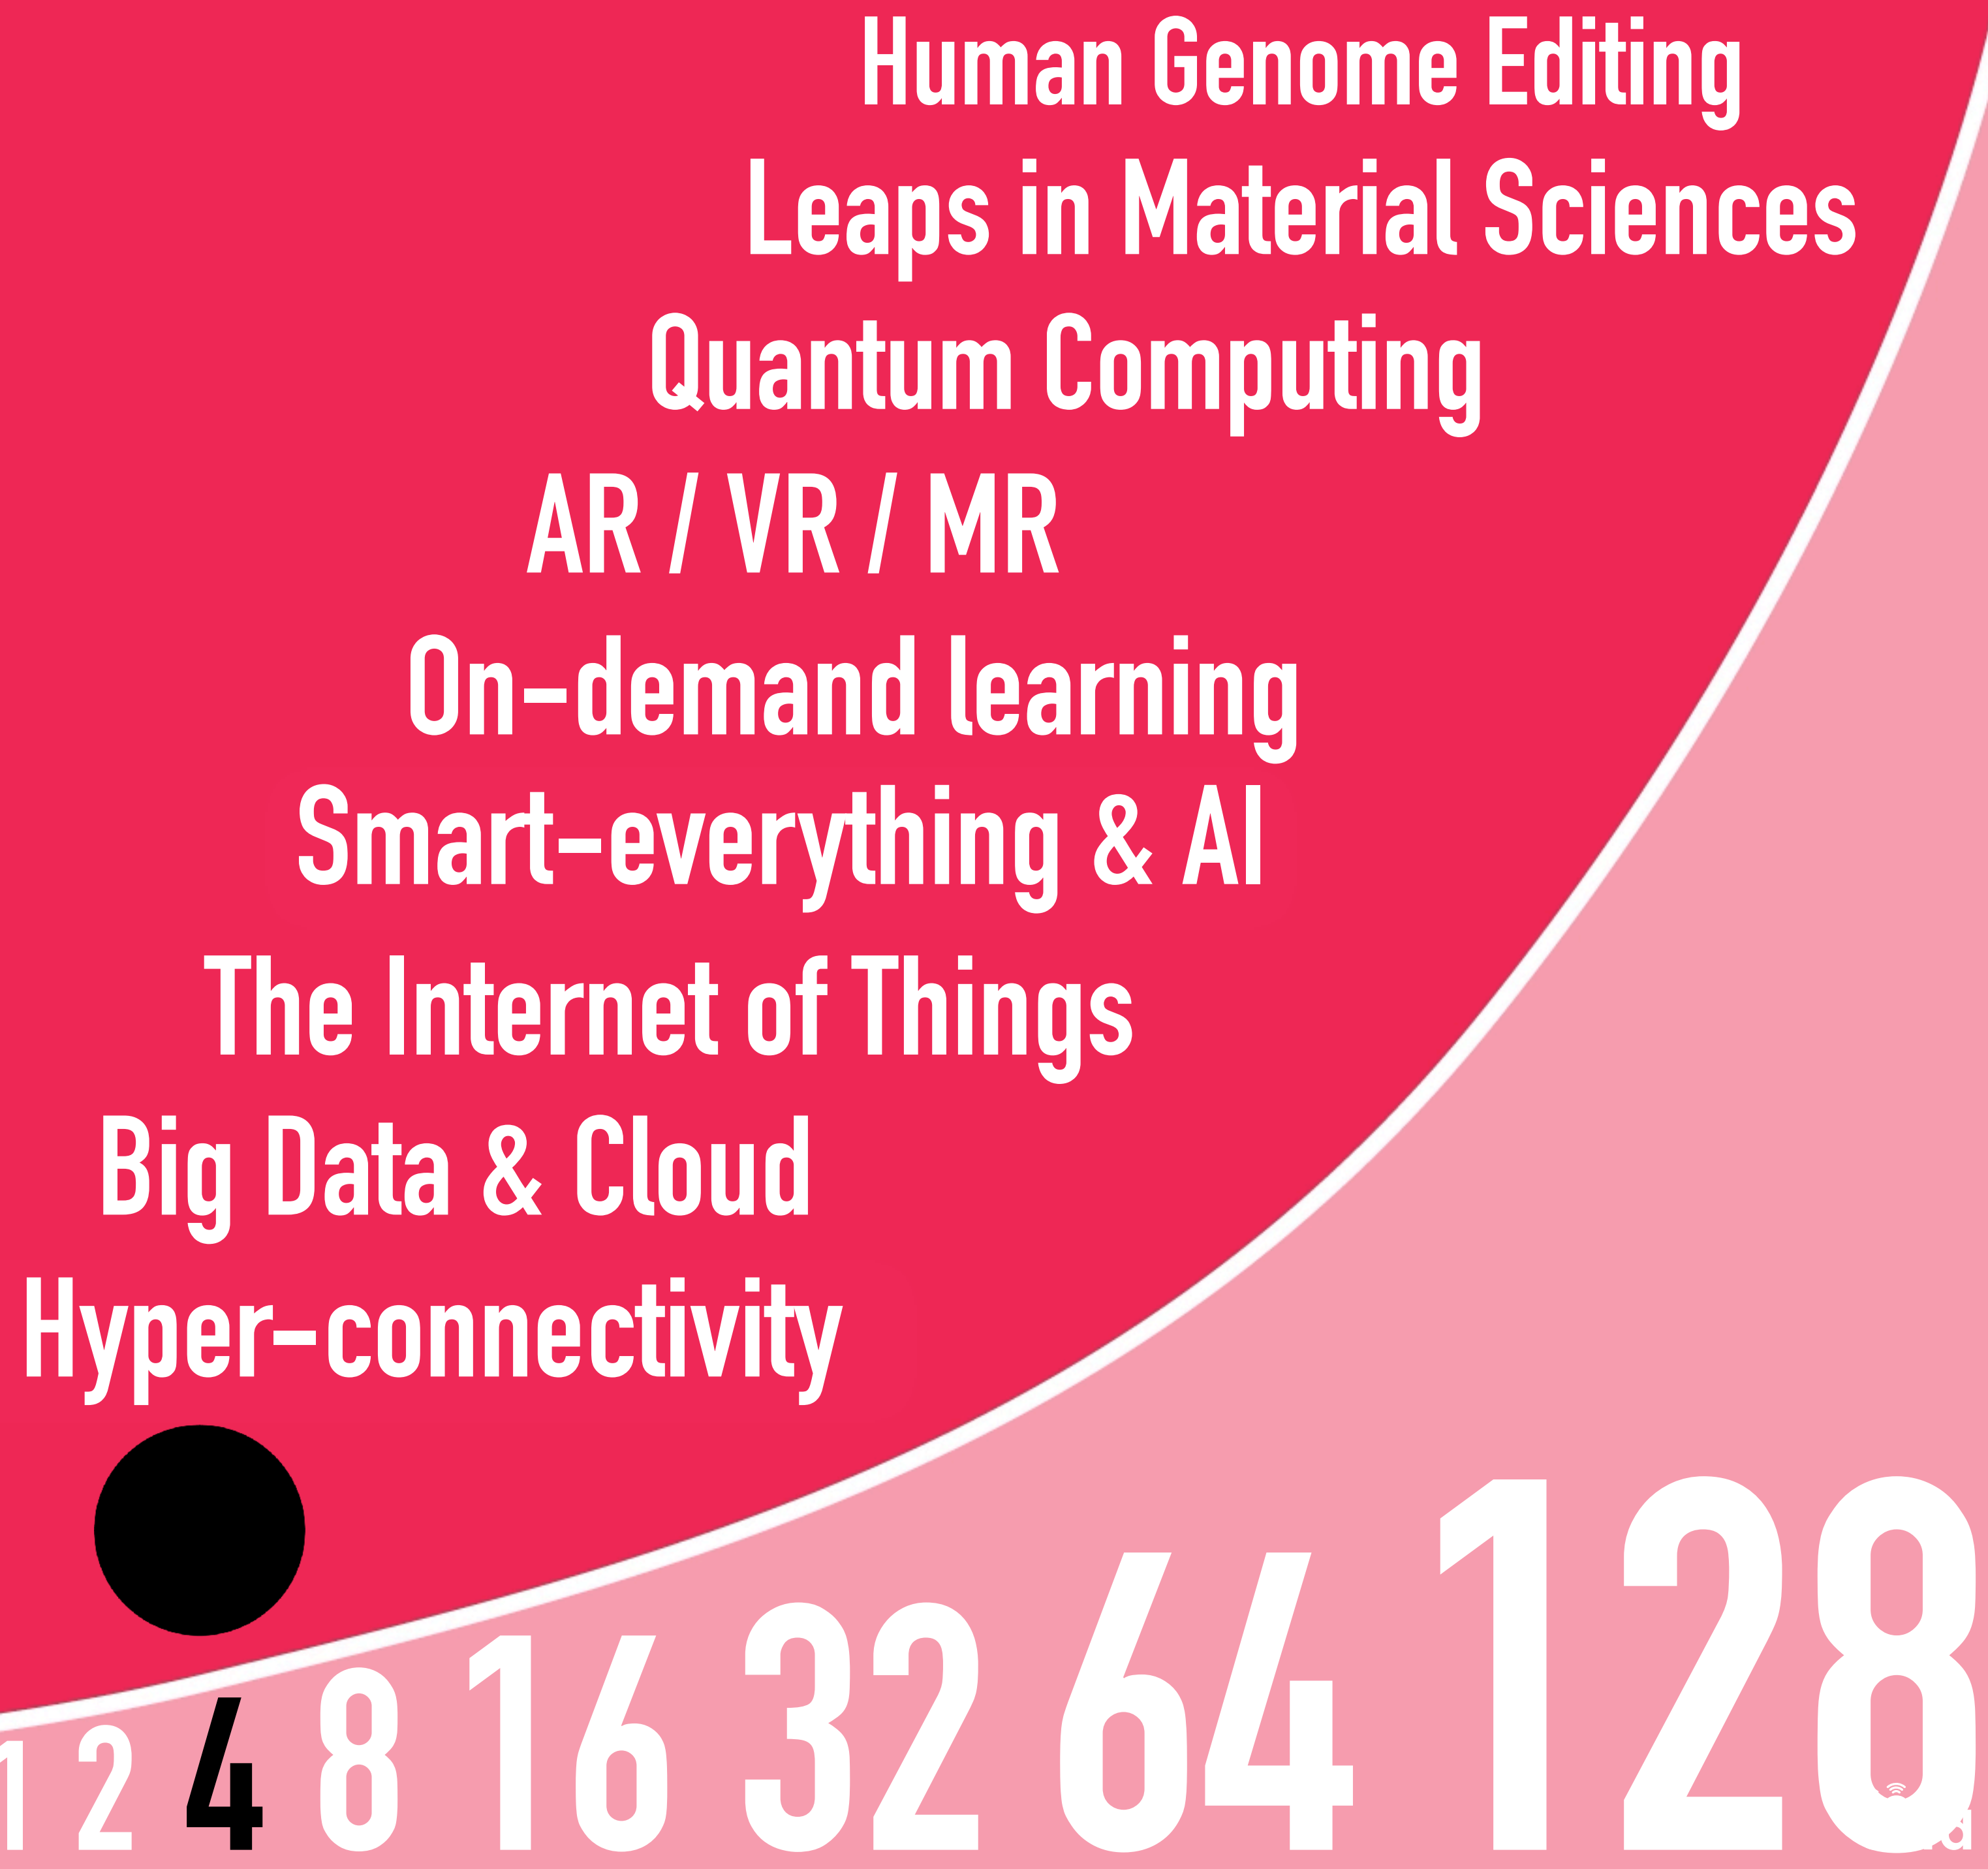 Human Genome Editing
Leaps in Material Sciences
Quantum Computing
AR / VR / MR
On-demand learning
Smart-everything & AI
The Internet of Things
Big Data & Cloud
Hyper-connectivity
1 2 4 8 16 32 64 128